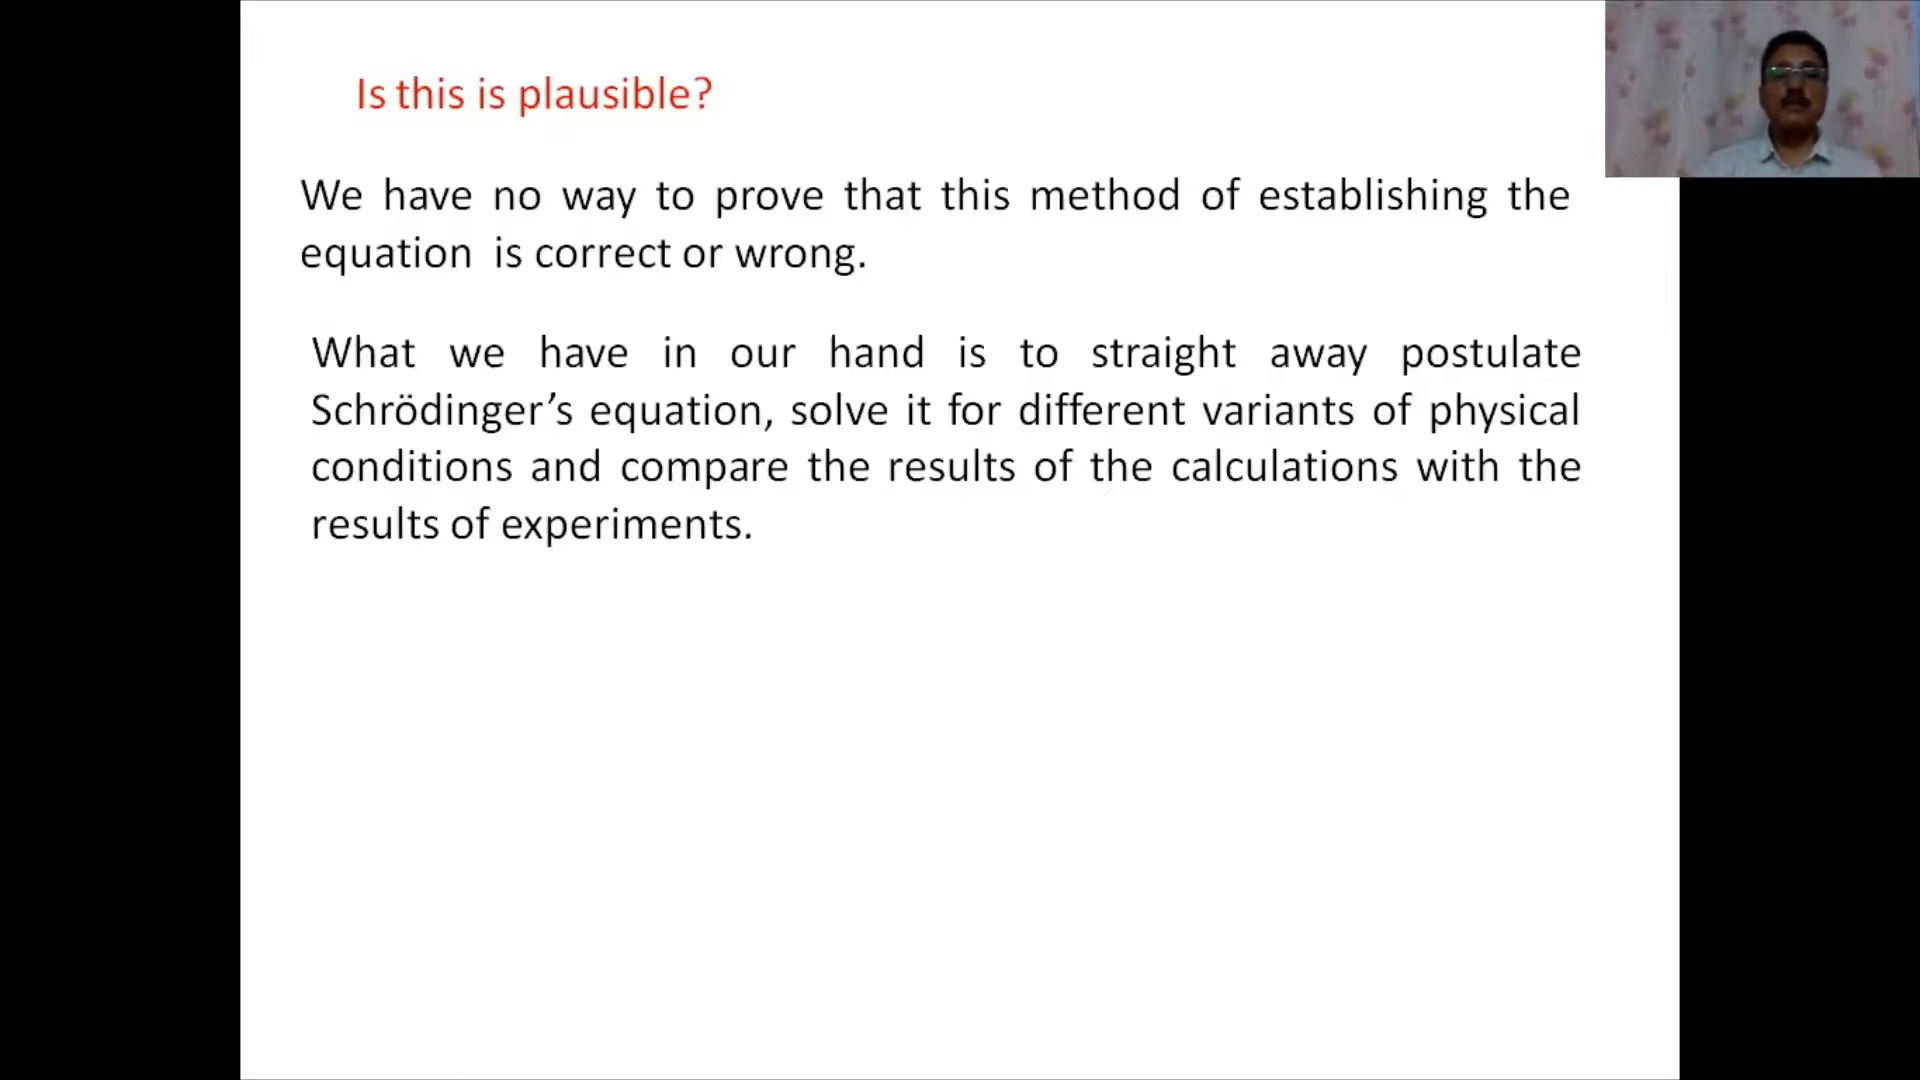 Is this is plausible?
We have no way to prove that this method of establishing the
equation is correct or wrong.
What we have in our hand is to straight away postulate
Schrödinger’s equation, solve it for different variants of physical
conditions and compare the results of the calculations with the
results of experiments.